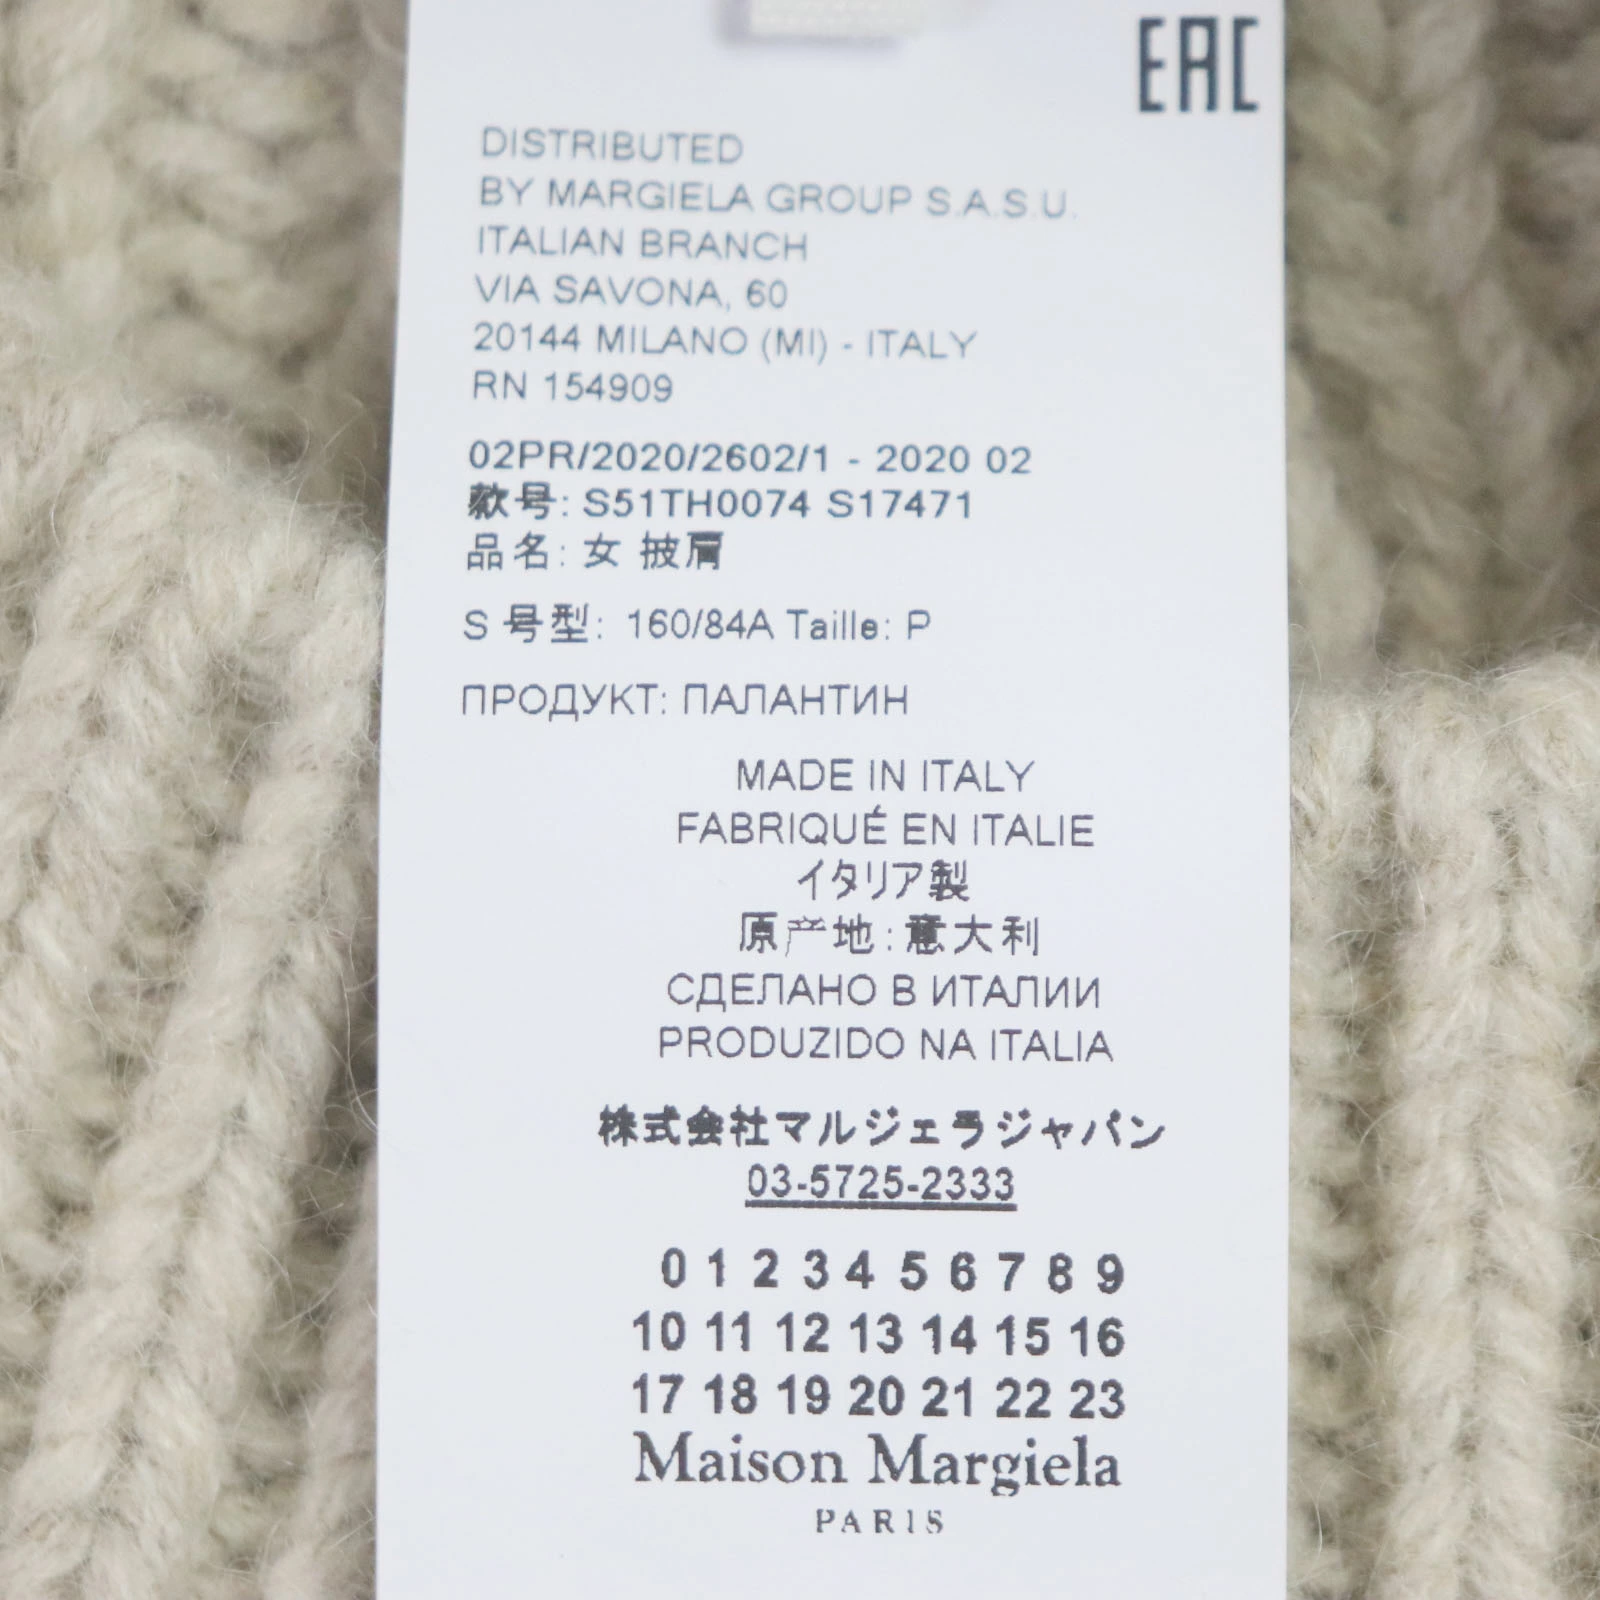 EAC
DISTRIBUTED
BY MARGIELA GROUP S.A.S.U.
ITALIAN BRANCH
VIA SAVONA, 60
20144 MILANO (MI) - ITALY
RN 154909
02PR/2020/2602/1 - 2020 02
款号: S51TH0074 S17471
品名: 女 披肩
S 号型: 160/84A Taille: P
ПРОДУКТ: ПАЛАНТИН
MADE IN ITALY
FABRIQUÉ EN ITALIE
イタリア製
原产地: 意大利
СДЕЛАНО В ИТАЛИИ
PRODUZIDO NA ITALIA
株式会社マルジェラジャパン
03-5725-2333
0 1 2 3 4 5 6 7 8 9
10 11 12 13 14 15 16
17 18 19 20 21 22 23
Maison Margiela
PARIS